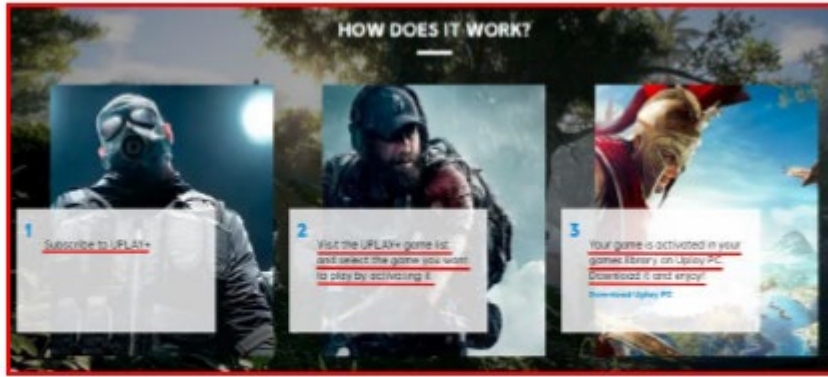 HOW DOES IT WORK?
1
Subscribe to UPLAY+
2
Visit the UPLAY+ game list
and select the game you want
to play by activating it
3
Your game is activated in your
games library on Uplay PC.
Download it and enjoy!
Download Uplay PC